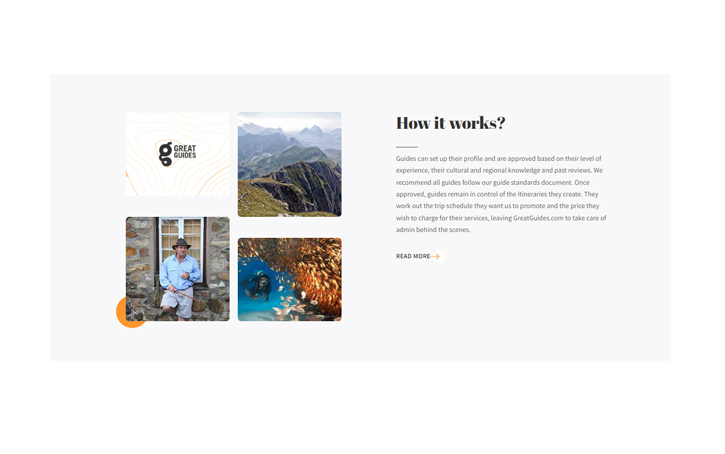 GREAT
GUIDES
How it works?
Guides can set up their profile and are approved based on their level of
experience, their cultural and regional knowledge and past reviews. We
recommend all guides follow our guide standards document. Once
approved, guides remain in control of the itineraries they create. They
work out the trip schedule they want us to promote and the price they
wish to charge for their services, leaving GreatGuides.com to take care of
admin behind the scenes.
READ MORE